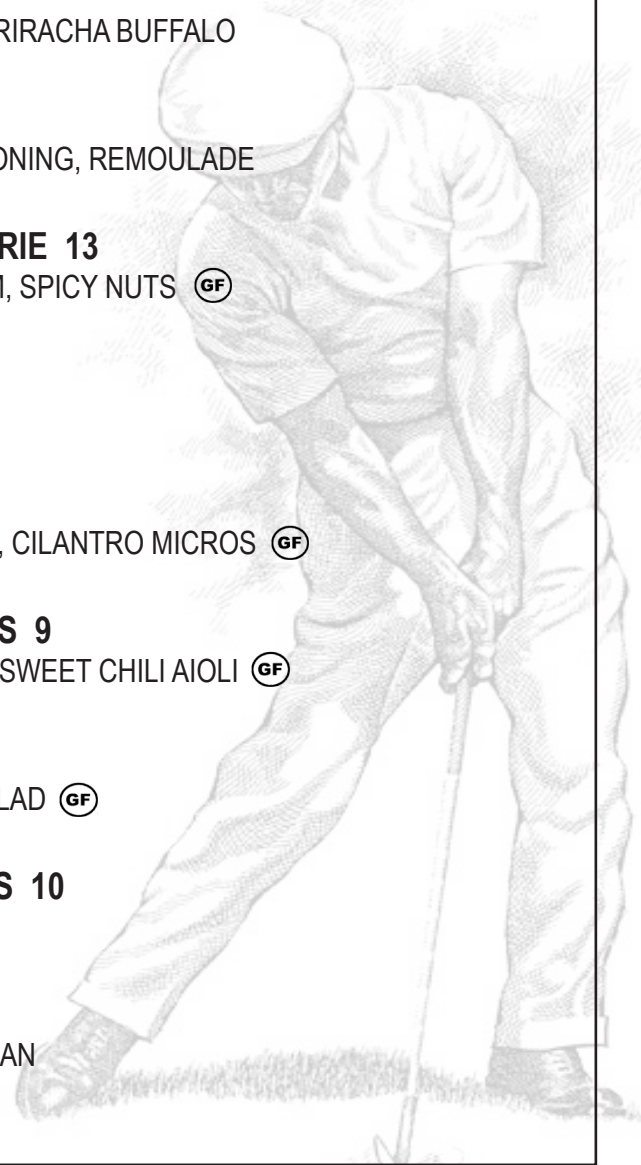 RIRACHA BUFFALO
ONING, REMOULADE
RIE 13
M, SPICY NUTS GF
, CILANTRO MICROS GF
S 9
SWEET CHILI AIOLI GF
LAD GF
S 10
AN